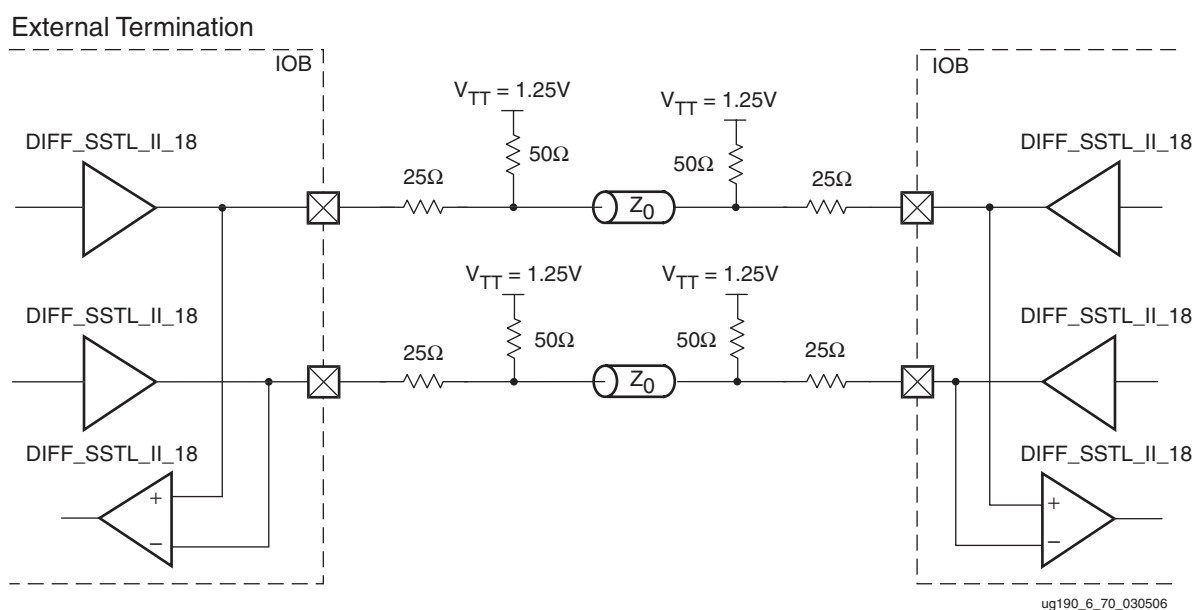 External Termination
IOB
IOB
V_TT = 1.25V
V_TT = 1.25V
DIFF_SSTL_II_18
DIFF_SSTL_II_18
50Ω
50Ω
25Ω
25Ω
Z_0
V_TT = 1.25V
V_TT = 1.25V
DIFF_SSTL_II_18
DIFF_SSTL_II_18
50Ω
50Ω
25Ω
25Ω
Z_0
DIFF_SSTL_II_18
DIFF_SSTL_II_18
+
–
+
–
ug190_6_70_030506